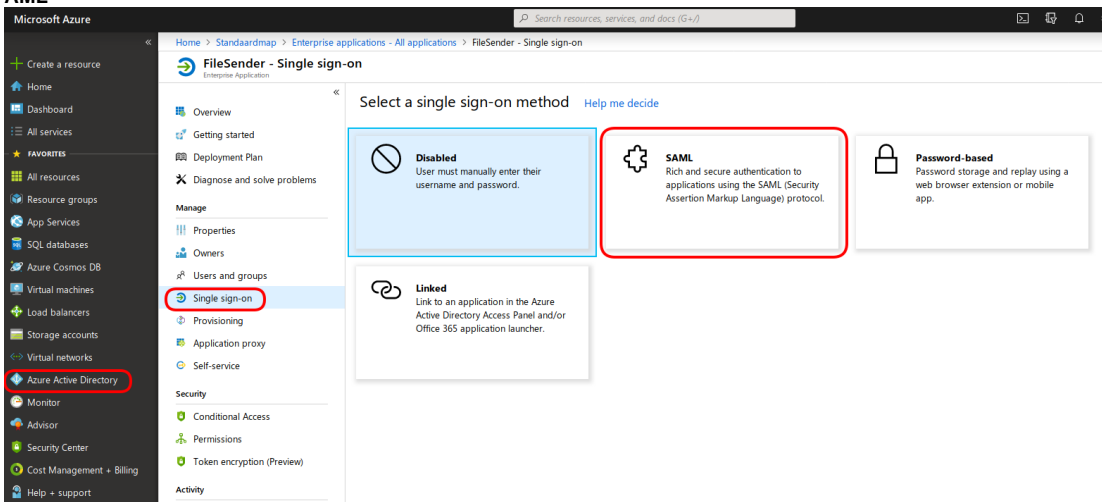 Microsoft Azure
Search resources, services, and docs (G+/)
«
Create a resource
Home
Dashboard
All services
FAVORITES
All resources
Resource groups
App Services
SQL databases
Azure Cosmos DB
Virtual machines
Load balancers
Storage accounts
Virtual networks
Azure Active Directory
Monitor
Advisor
Security Center
Cost Management + Billing
Help + support
Home > Standaardmap > Enterprise applications - All applications > FileSender - Single sign-on
FileSender - Single sign-on
Enterprise Application
«
Overview
Getting started
Deployment Plan
Diagnose and solve problems
Manage
Properties
Owners
Users and groups
Single sign-on
Provisioning
Application proxy
Self-service
Security
Conditional Access
Permissions
Token encryption (Preview)
Activity
Select a single sign-on method Help me decide
Disabled
User must manually enter their
username and password.
SAML
Rich and secure authentication to
applications using the SAML (Security
Assertion Markup Language) protocol.
Password-based
Password storage and replay using a
web browser extension or mobile
app.
Linked
Link to an application in the Azure
Active Directory Access Panel and/or
Office 365 application launcher.